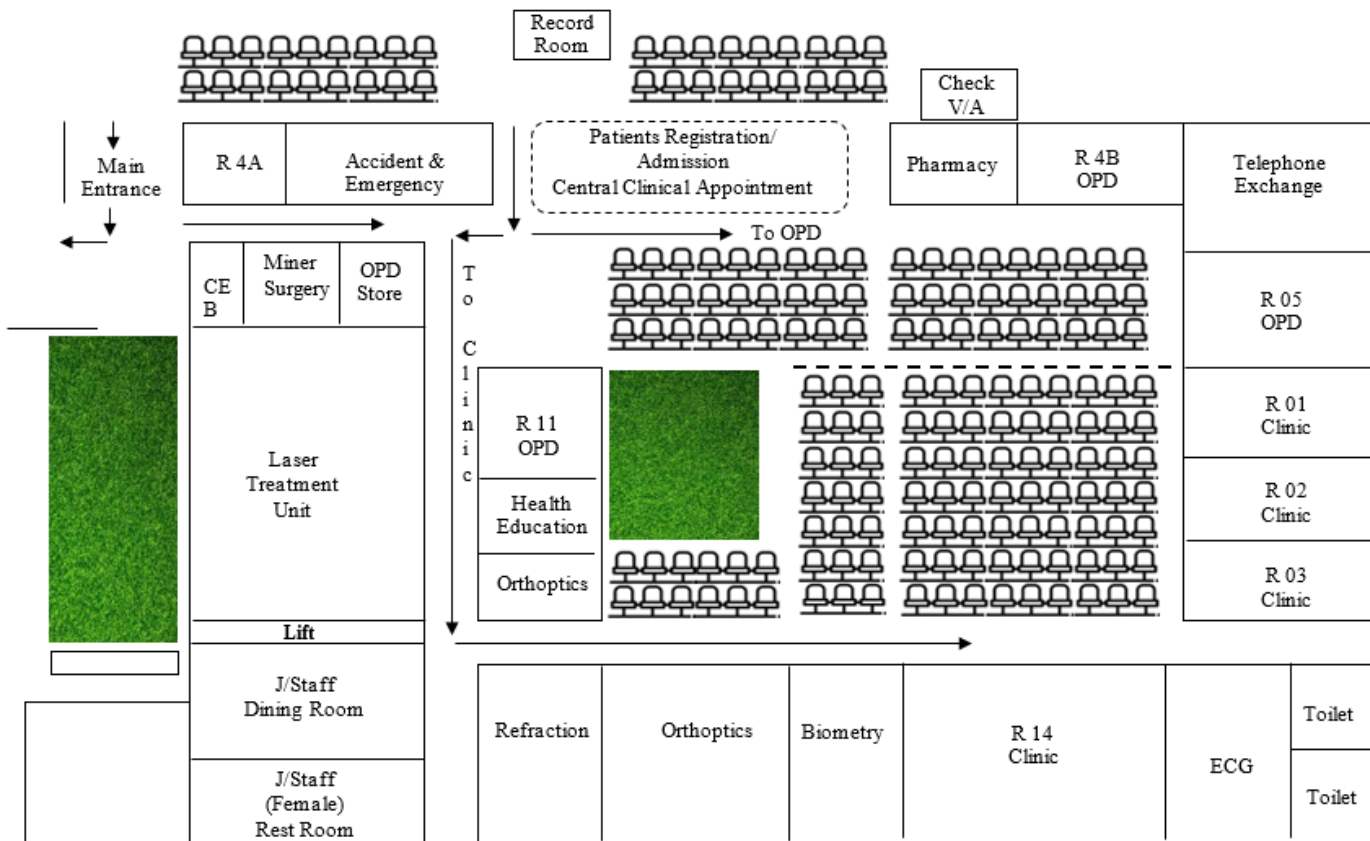 Record
Room
Check
V/A
Main
Entrance
R 4A
Accident &
Emergency
Patients Registration/
Admission
Central Clinical Appointment
Pharmacy
R 4B
OPD
Telephone
Exchange
To OPD
CE
B
Miner
Surgery
OPD
Store
To Clinic
R 05
OPD
R 11
OPD
R 01
Clinic
Laser
Treatment
Unit
Health
Education
R 02
Clinic
Orthoptics
R 03
Clinic
Lift
J/Staff
Dining Room
Refraction
Orthoptics
Biometry
R 14
Clinic
ECG
Toilet
Toilet
J/Staff
(Female)
Rest Room